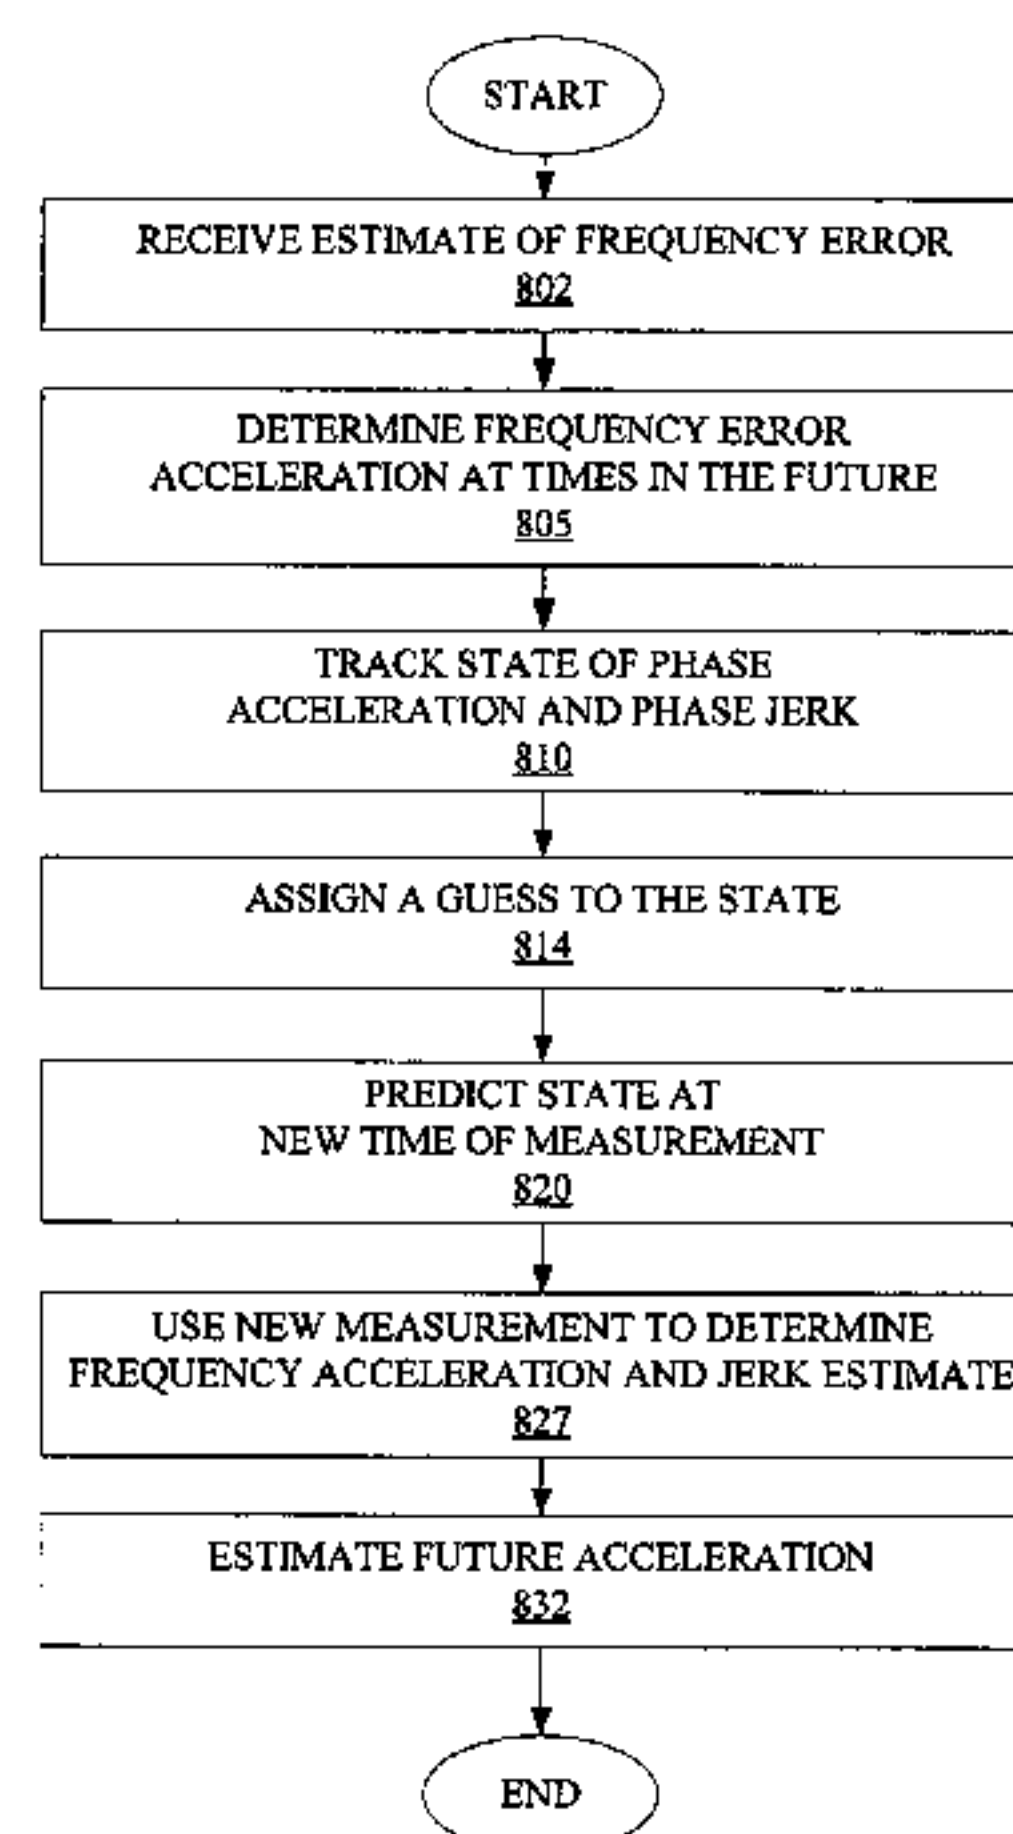 START
RECEIVE ESTIMATE OF FREQUENCY ERROR
802
DETERMINE FREQUENCY ERROR
ACCELERATION AT TIMES IN THE FUTURE
805
TRACK STATE OF PHASE
ACCELERATION AND PHASE JERK
810
ASSIGN A GUESS TO THE STATE
814
PREDICT STATE AT
NEW TIME OF MEASUREMENT
820
USE NEW MEASUREMENT TO DETERMINE
FREQUENCY ACCELERATION AND JERK ESTIMATE
827
ESTIMATE FUTURE ACCELERATION
832
END